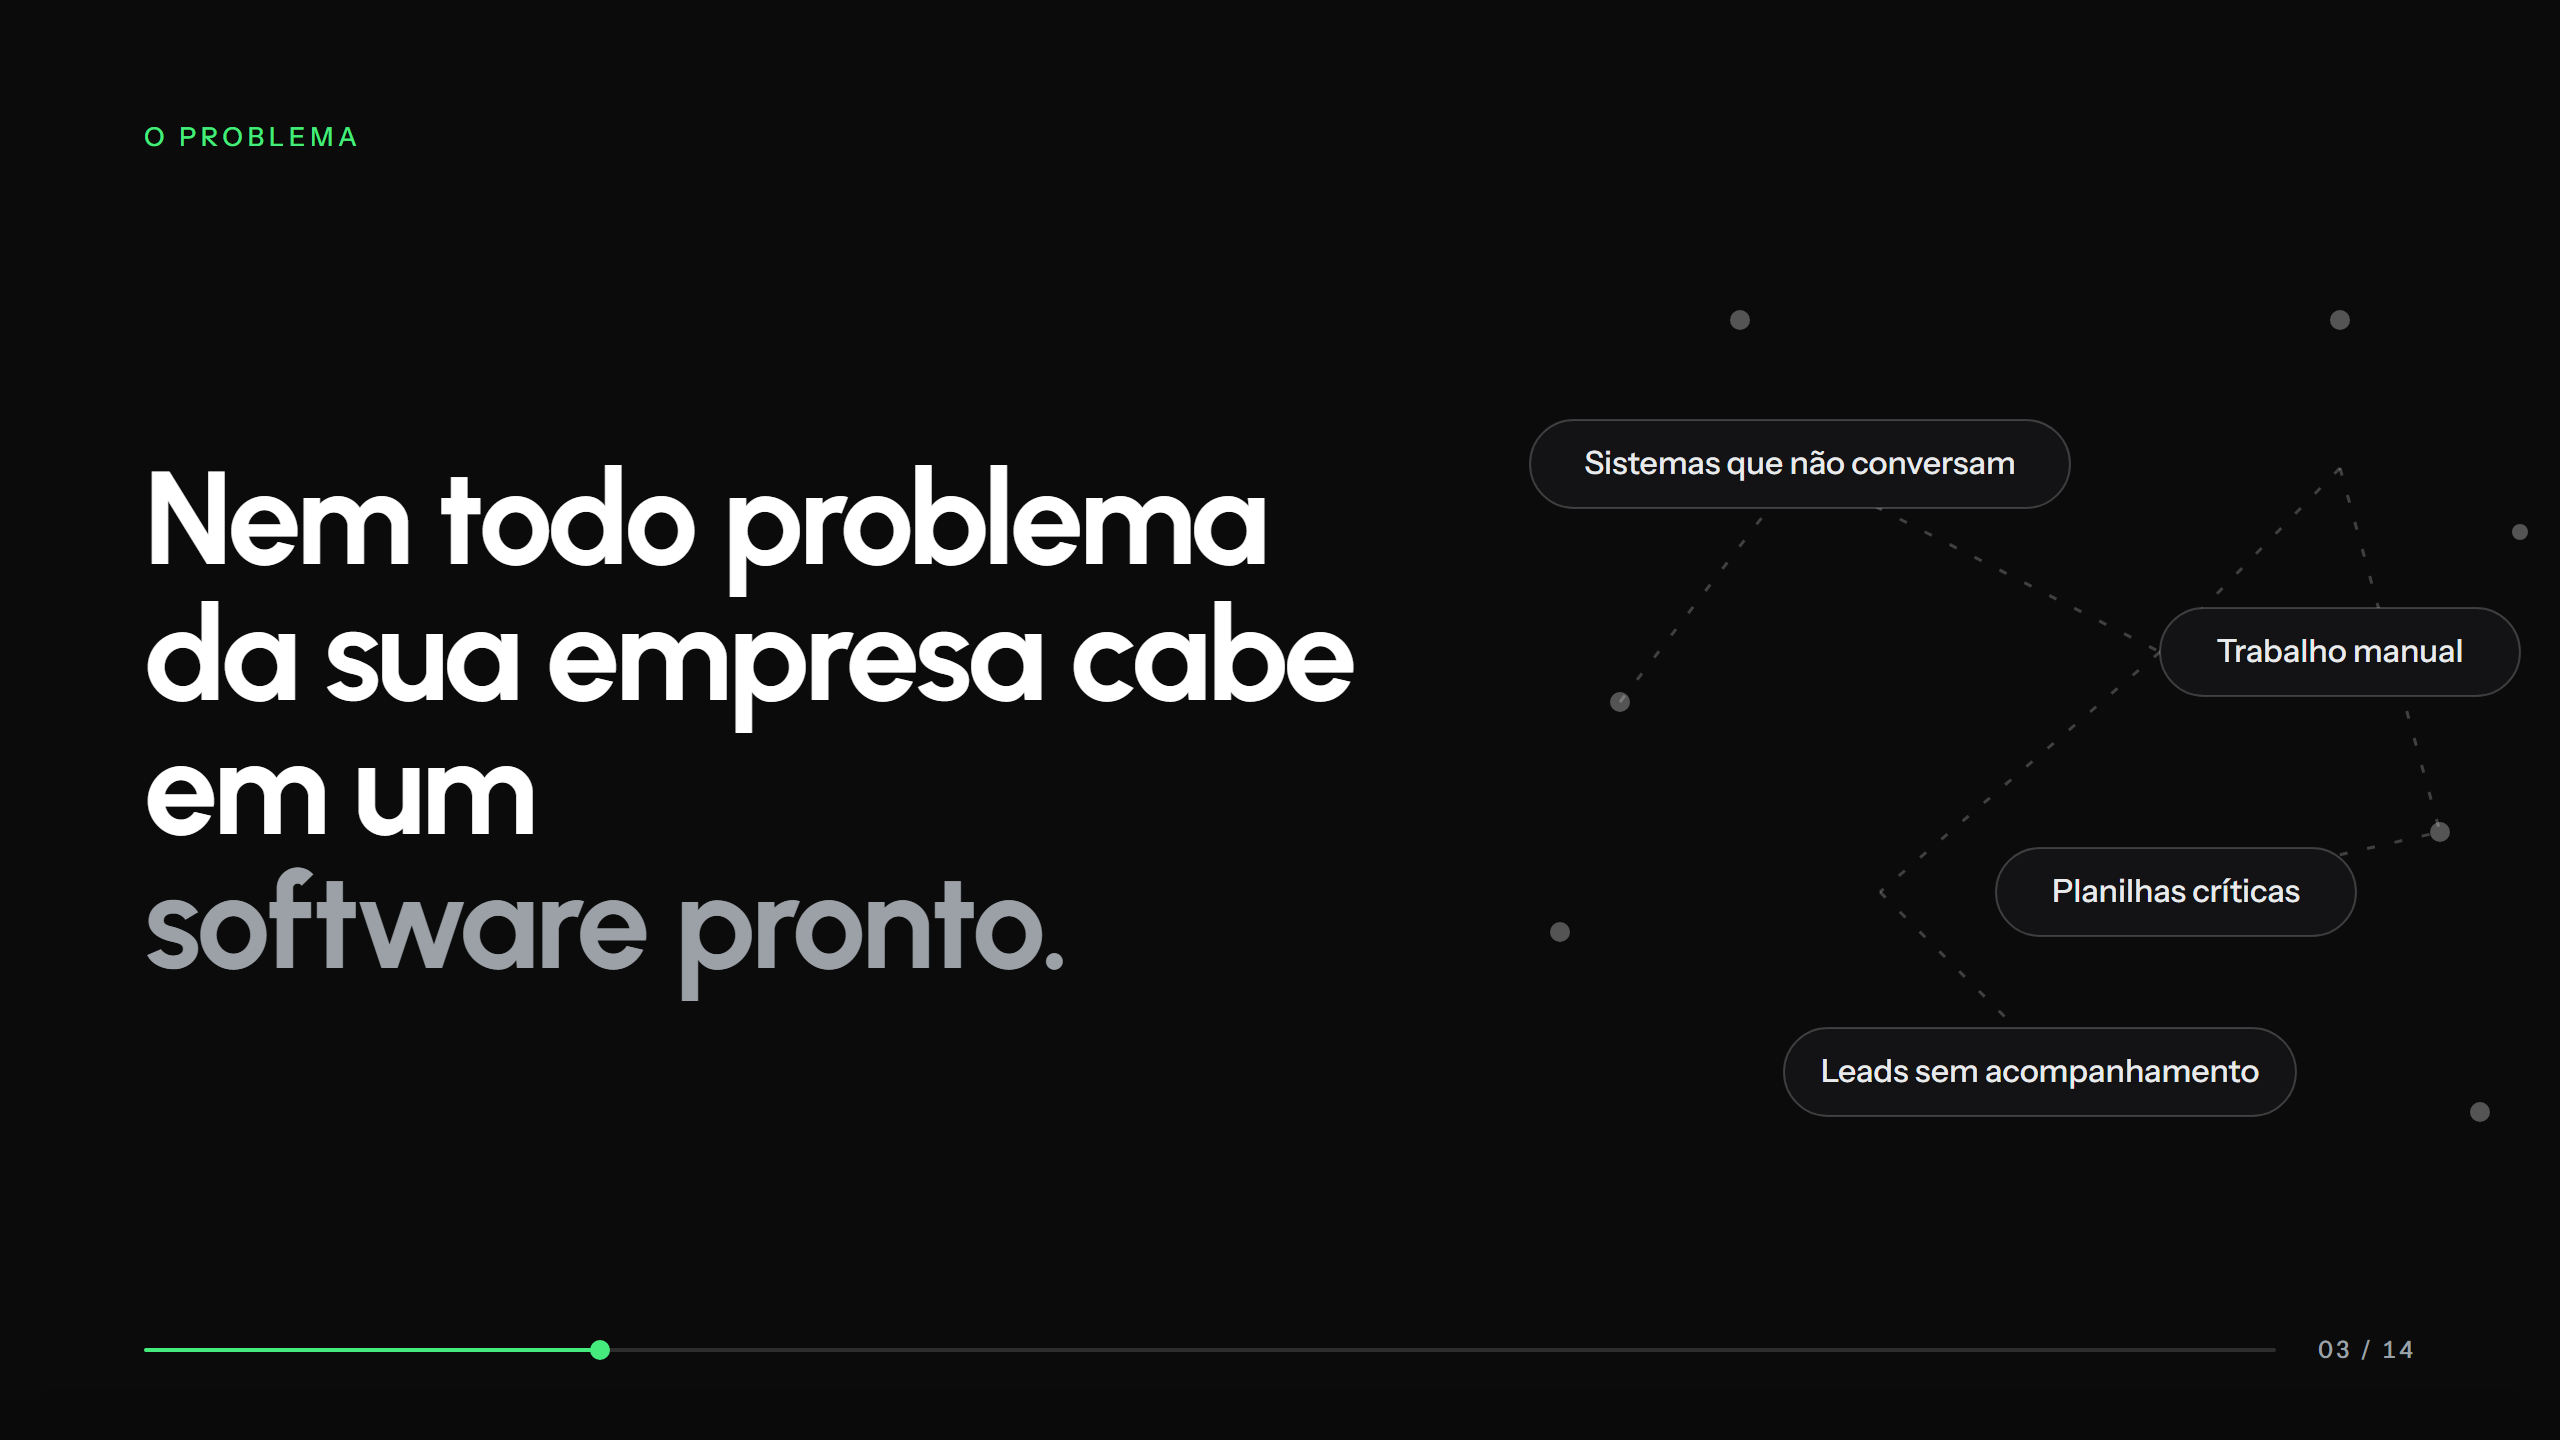 O PROBLEMA
Nem todo problema
da sua empresa cabe
em um
software pronto.
Sistemas que não conversam
Trabalho manual
Planilhas críticas
Leads sem acompanhamento
03 / 14